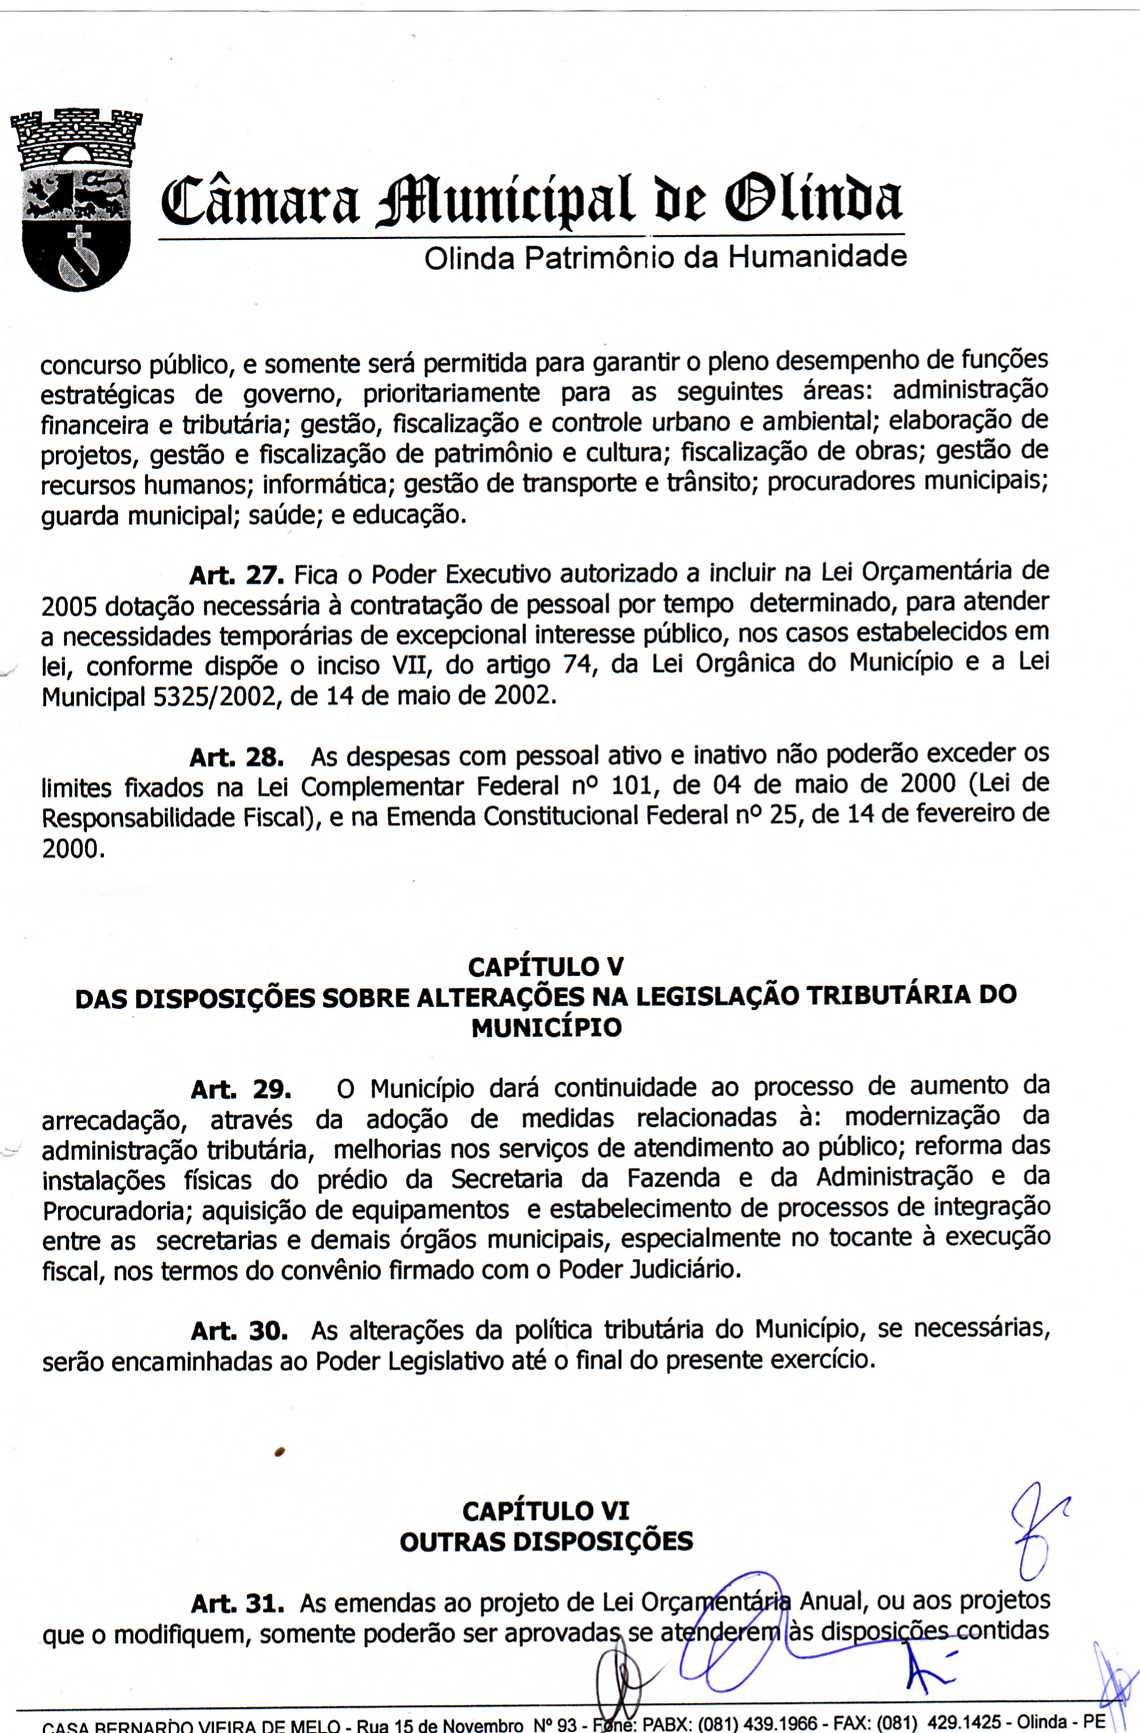 Câmara Municipal de Olinda
Olinda Patrimônio da Humanidade
concurso público, e somente será permitida para garantir o pleno desempenho de funções
estratégicas de governo, prioritariamente para as seguintes áreas: administração
financeira e tributária; gestão, fiscalização e controle urbano e ambiental; elaboração de
projetos, gestão e fiscalização de patrimônio e cultura; fiscalização de obras; gestão de
recursos humanos; informática; gestão de transporte e trânsito; procuradores municipais;
guarda municipal; saúde; e educação.
Art. 27. Fica o Poder Executivo autorizado a incluir na Lei Orçamentária de
2005 dotação necessária à contratação de pessoal por tempo determinado, para atender
a necessidades temporárias de excepcional interesse público, nos casos estabelecidos em
lei, conforme dispõe o inciso VII, do artigo 74, da Lei Orgânica do Município e a Lei
Municipal 5325/2002, de 14 de maio de 2002.
Art. 28. As despesas com pessoal ativo e inativo não poderão exceder os
limites fixados na Lei Complementar Federal nº 101, de 04 de maio de 2000 (Lei de
Responsabilidade Fiscal), e na Emenda Constitucional Federal nº 25, de 14 de fevereiro de
2000.
CAPÍTULO V
DAS DISPOSIÇÕES SOBRE ALTERAÇÕES NA LEGISLAÇÃO TRIBUTÁRIA DO
MUNICÍPIO
Art. 29. O Município dará continuidade ao processo de aumento da
arrecadação, através da adoção de medidas relacionadas à: modernização da
administração tributária, melhorias nos serviços de atendimento ao público; reforma das
instalações físicas do prédio da Secretaria da Fazenda e da Administração e da
Procuradoria; aquisição de equipamentos e estabelecimento de processos de integração
entre as secretarias e demais órgãos municipais, especialmente no tocante à execução
fiscal, nos termos do convênio firmado com o Poder Judiciário.
Art. 30. As alterações da política tributária do Município, se necessárias,
serão encaminhadas ao Poder Legislativo até o final do presente exercício.
CAPÍTULO VI
OUTRAS DISPOSIÇÕES
Art. 31. As emendas ao projeto de Lei Orçamentária Anual, ou aos projetos
que o modifiquem, somente poderão ser aprovadas se atenderem às disposições contidas
CASA BERNARDO VIEIRA DE MELO - Rua 15 de Novembro Nº 93 - Fone: PABX: (081) 439.1966 - FAX: (081) 429.1425 - Olinda - PE